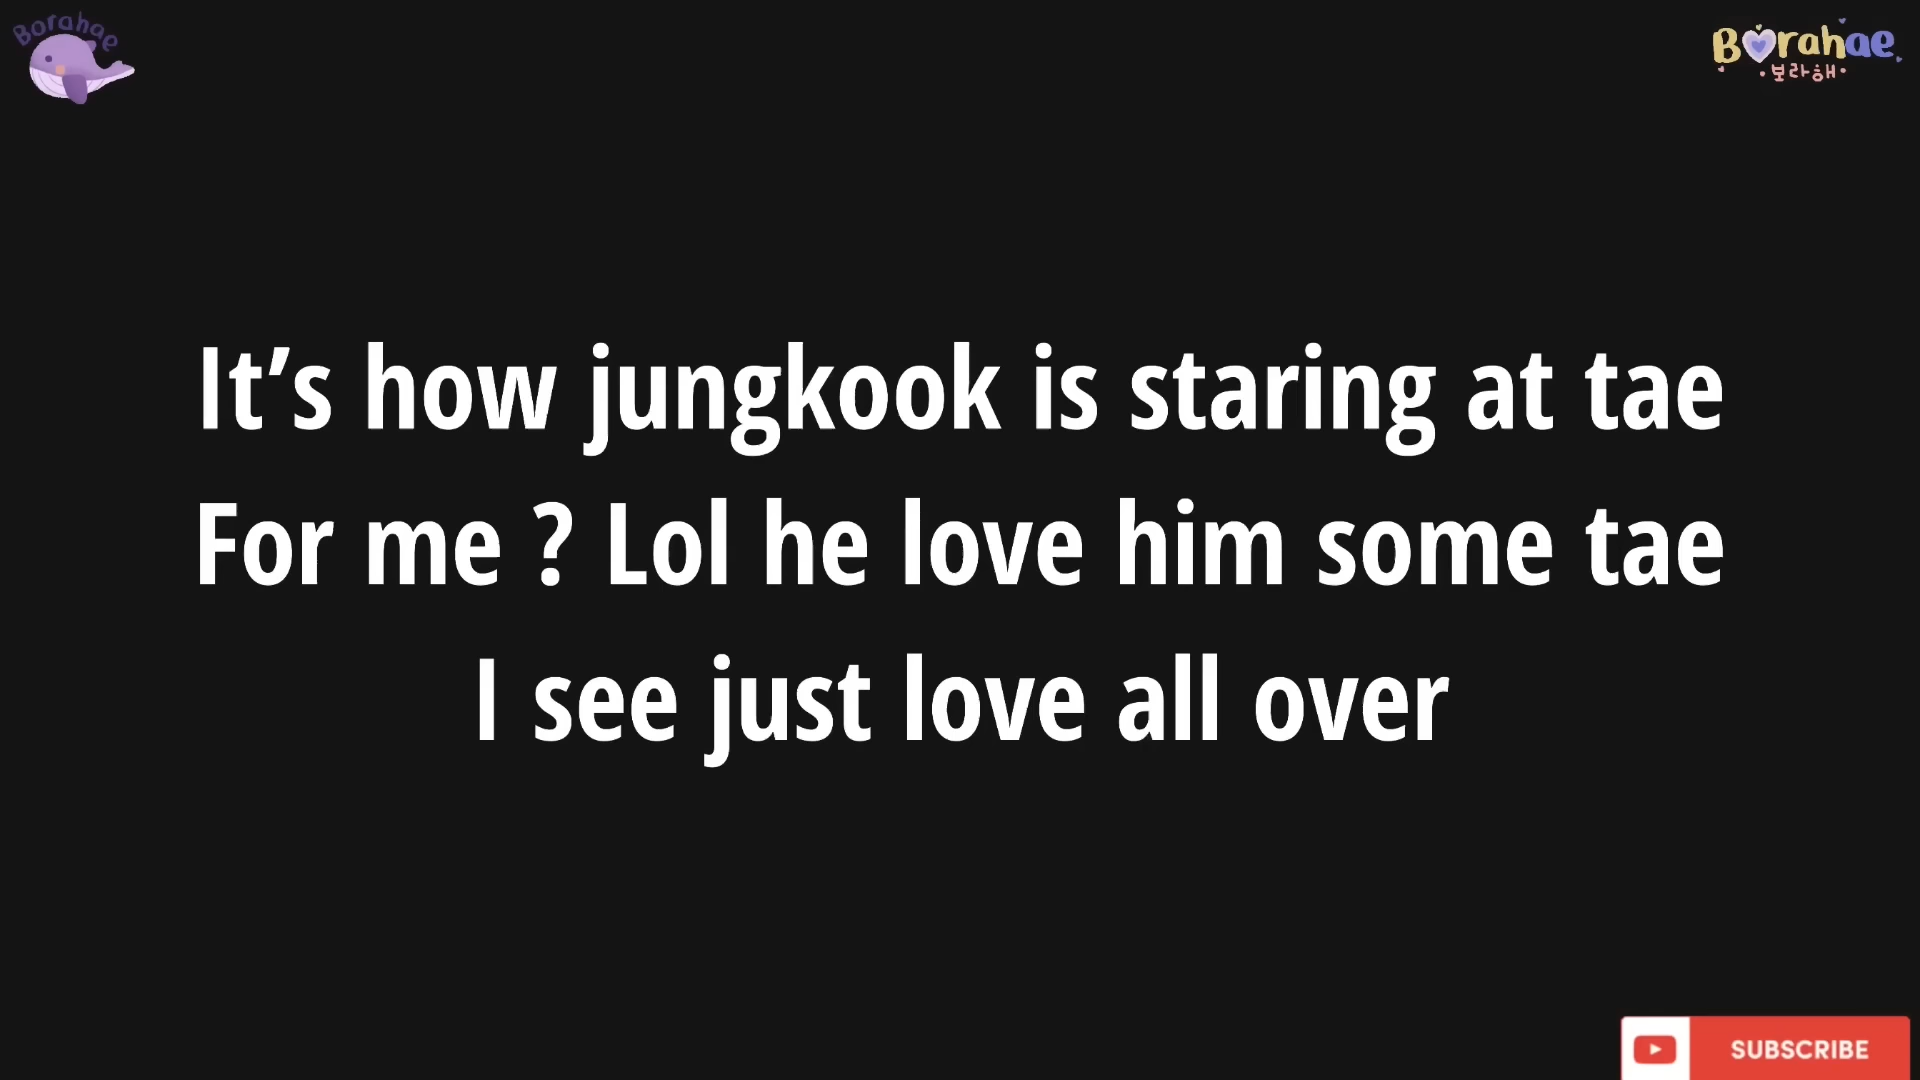 Borahae
Borahae
보라해
It’s how jungkook is staring at tae
For me ? Lol he love him some tae
I see just love all over
SUBSCRIBE